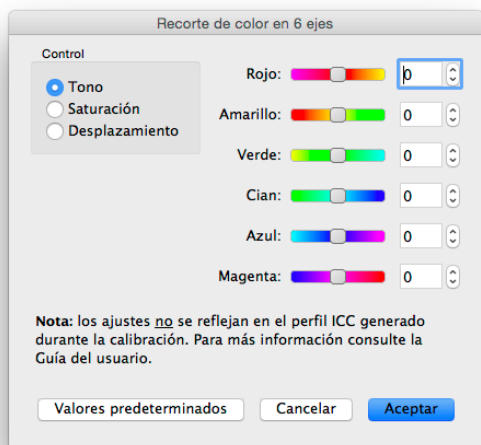 Recorte de color en 6 ejes
Control
Tono
Saturación
Desplazamiento
Rojo: 0
Amarillo: 0
Verde: 0
Cian: 0
Azul: 0
Magenta: 0
Nota: los ajustes no se reflejan en el perfil ICC generado
durante la calibración. Para más información consulte la
Guía del usuario.
Valores predeterminados Cancelar Aceptar